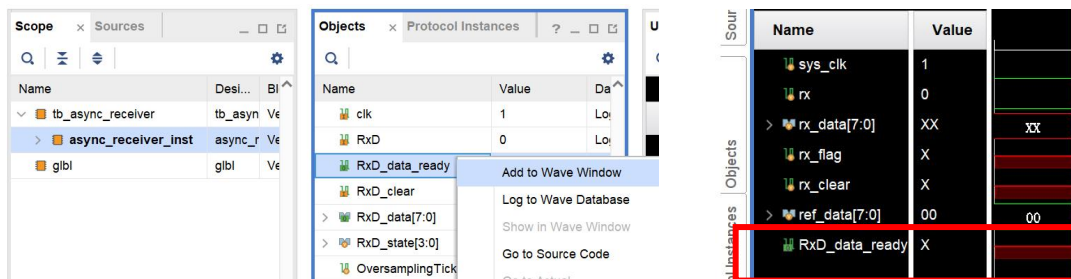 Scope × Sources
Name Desi... Bl
tb_async_receiver tb_asyn Ve
async_receiver_inst async_r Ve
glbl glbl Ve
Objects × Protocol Instances ?
Name Value Da
clk 1 Lo
RxD 0 Lo
RxD_data_ready
RxD_clear
RxD_data[7:0]
RxD_state[3:0]
OversamplingTick
Add to Wave Window
Log to Wave Database
Show in Wave Window
Go to Source Code
U
Sour
Objects
Name Value
sys_clk 1
rx 0
rx_data[7:0] XX XX
rx_flag X
rx_clear X
ref_data[7:0] 00 00
RxD_data_ready X